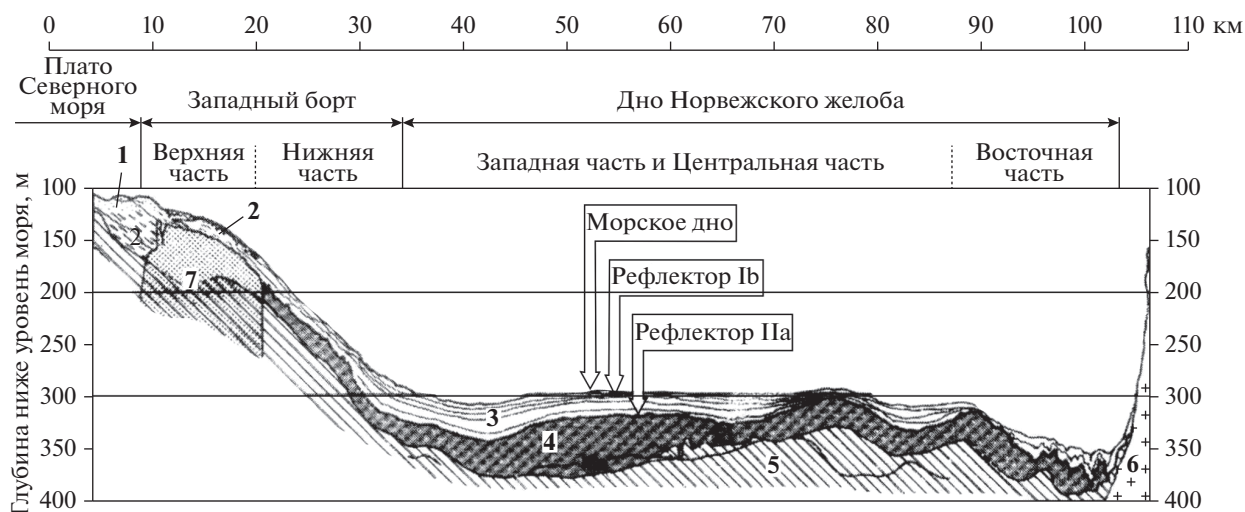 0 10 20 30 40 50 60 70 80 90 100 110 км
Плато
Северного
моря
Западный борт
Дно Норвежского желоба
1
Верхняя
часть
Нижняя
часть
Западная часть и Центральная часть
Восточная
часть
100 100
2
Морское дно
150 2 150
Рефлектор Ib
7
200 200
Рефлектор IIa
250 250
300 300
3
4
350 5 6 350
400 400
Глубина ниже уровень моря, м